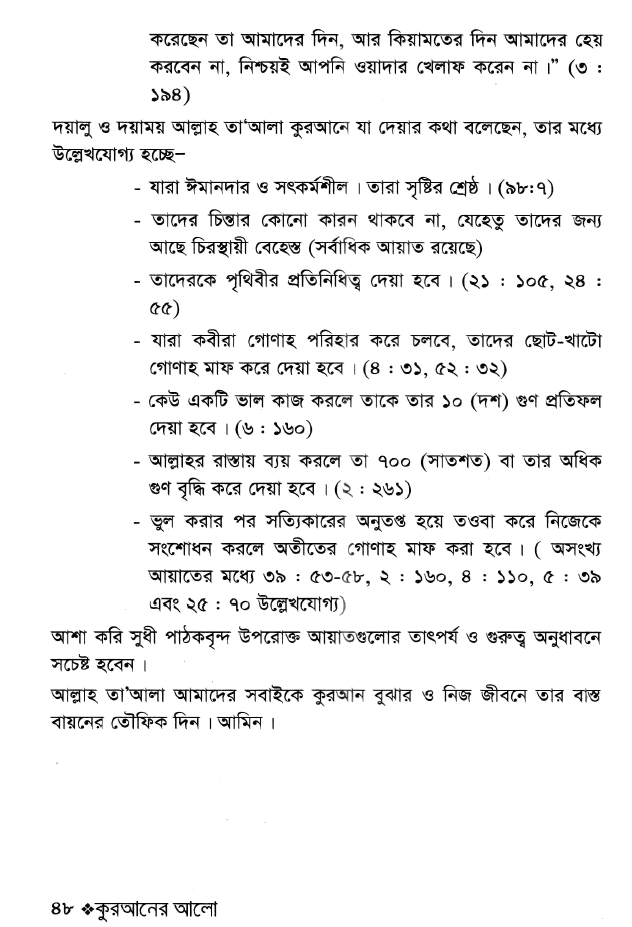 করেছেন তা আমাদের দিন, আর কিয়ামতের দিন আমাদের হেয়
করবেন না, নিশ্চয়ই আপনি ওয়াদার খেলাফ করেন না।” (৩ :
১৯৪)
দয়ালু ও দয়াময় আল্লাহ তা‘আলা কুরআনে যা দেয়ার কথা বলেছেন, তার মধ্যে
উল্লেখযোগ্য হচ্ছে–
- যারা ঈমানদার ও সৎকর্মশীল। তারা সৃষ্টির শ্রেষ্ঠ। (৯৮:৭)
- তাদের চিন্তার কোনো কারন থাকবে না, যেহেতু তাদের জন্য
আছে চিরস্থায়ী বেহেস্ত (সর্বাধিক আয়াত রয়েছে)
- তাদেরকে পৃথিবীর প্রতিনিধিত্ব দেয়া হবে। (২১ : ১০৫, ২৪ :
৫৫)
- যারা কবীরা গোণাহ পরিহার করে চলবে, তাদের ছোট-খাটো
গোণাহ মাফ করে দেয়া হবে। (৪ : ৩১, ৫২ : ৩২)
- কেউ একটি ভাল কাজ করলে তাকে তার ১০ (দশ) গুণ প্রতিফল
দেয়া হবে। (৬ : ১৬০)
- আল্লাহর রাস্তায় ব্যয় করলে তা ৭০০ (সাতশত) বা তার অধিক
গুণ বৃদ্ধি করে দেয়া হবে। (২ : ২৬১)
- ভুল করার পর সত্যিকারের অনুতপ্ত হয়ে তওবা করে নিজেকে
সংশোধন করলে অতীতের গোণাহ মাফ করা হবে। ( অসংখ্য
আয়াতের মধ্যে ৩৯ : ৫৩-৫৮, ২ : ১৬০, ৪ : ১১০, ৫ : ৩৯
এবং ২৫ : ৭০ উল্লেখযোগ্য)
আশা করি সুধী পাঠকবৃন্দ উপরোক্ত আয়াতগুলোর তাৎপর্য ও গুরুত্ব অনুধাবনে
সচেষ্ট হবেন।
আল্লাহ তা'আলা আমাদের সবাইকে কুরআন বুঝার ও নিজ জীবনে তার বাস্ত
বায়নের তৌফিক দিন। আমিন।
৪৮ ❖কুরআনের আলো